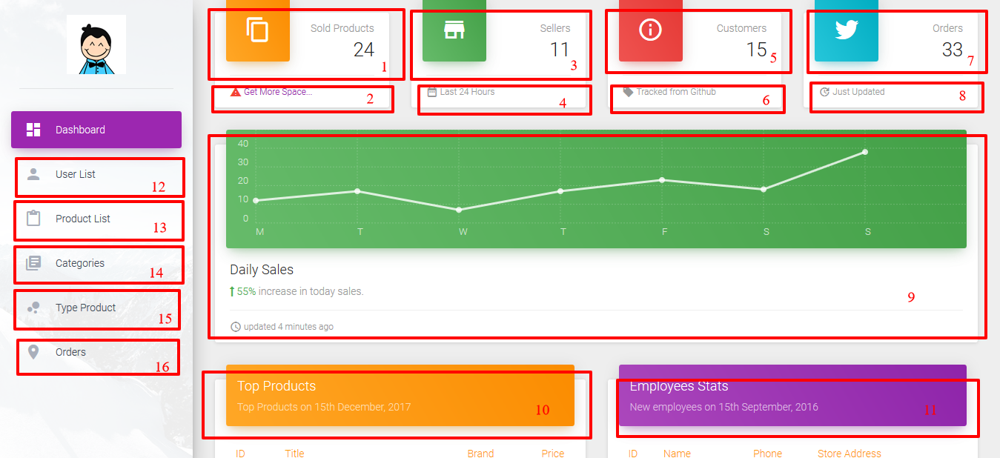 Sold Products
24
1
Get More Space...
2
Sellers
11
3
Last 24 Hours
4
Customers
15
5
Tracked from Github
6
Orders
33
7
Just Updated
8
Dashboard
User List
12
Product List
13
Categories
14
Type Product
15
Orders
16
40
30
20
10
0
M T W T F S S
Daily Sales
55% increase in today sales.
9
updated 4 minutes ago
Top Products
Top Products on 15th December, 2017
10
ID Title Brand Price
Employees Stats
New employees on 15th September, 2016
11
ID Name Phone Store Address